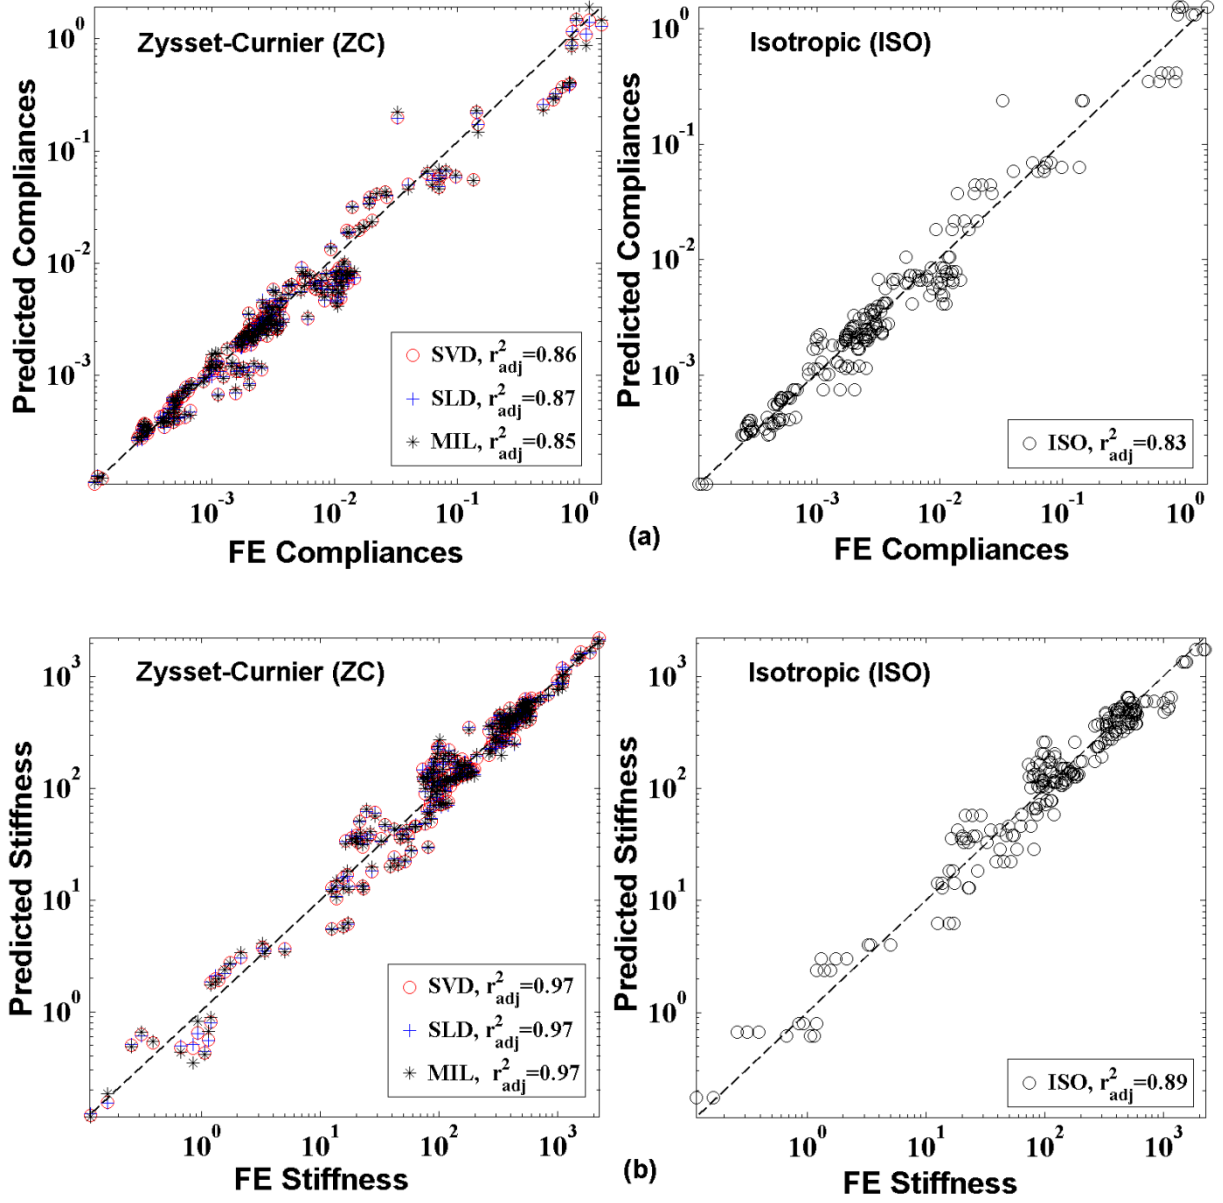 Zysset-Curnier (ZC)
Predicted Compliances
10^0
10^-1
10^-2
10^-3
SVD, r^2_adj=0.86
SLD, r^2_adj=0.87
MIL, r^2_adj=0.85
10^-3 10^-2 10^-1 10^0
FE Compliances
Isotropic (ISO)
Predicted Compliances
10^0
10^-1
10^-2
10^-3
ISO, r^2_adj=0.83
10^-3 10^-2 10^-1 10^0
FE Compliances
(a)
Zysset-Curnier (ZC)
Predicted Stiffness
10^3
10^2
10^1
10^0
SVD, r^2_adj=0.97
SLD, r^2_adj=0.97
MIL, r^2_adj=0.97
10^0 10^1 10^2 10^3
FE Stiffness
Isotropic (ISO)
Predicted Stiffness
10^3
10^2
10^1
10^0
ISO, r^2_adj=0.89
10^0 10^1 10^2 10^3
FE Stiffness
(b)